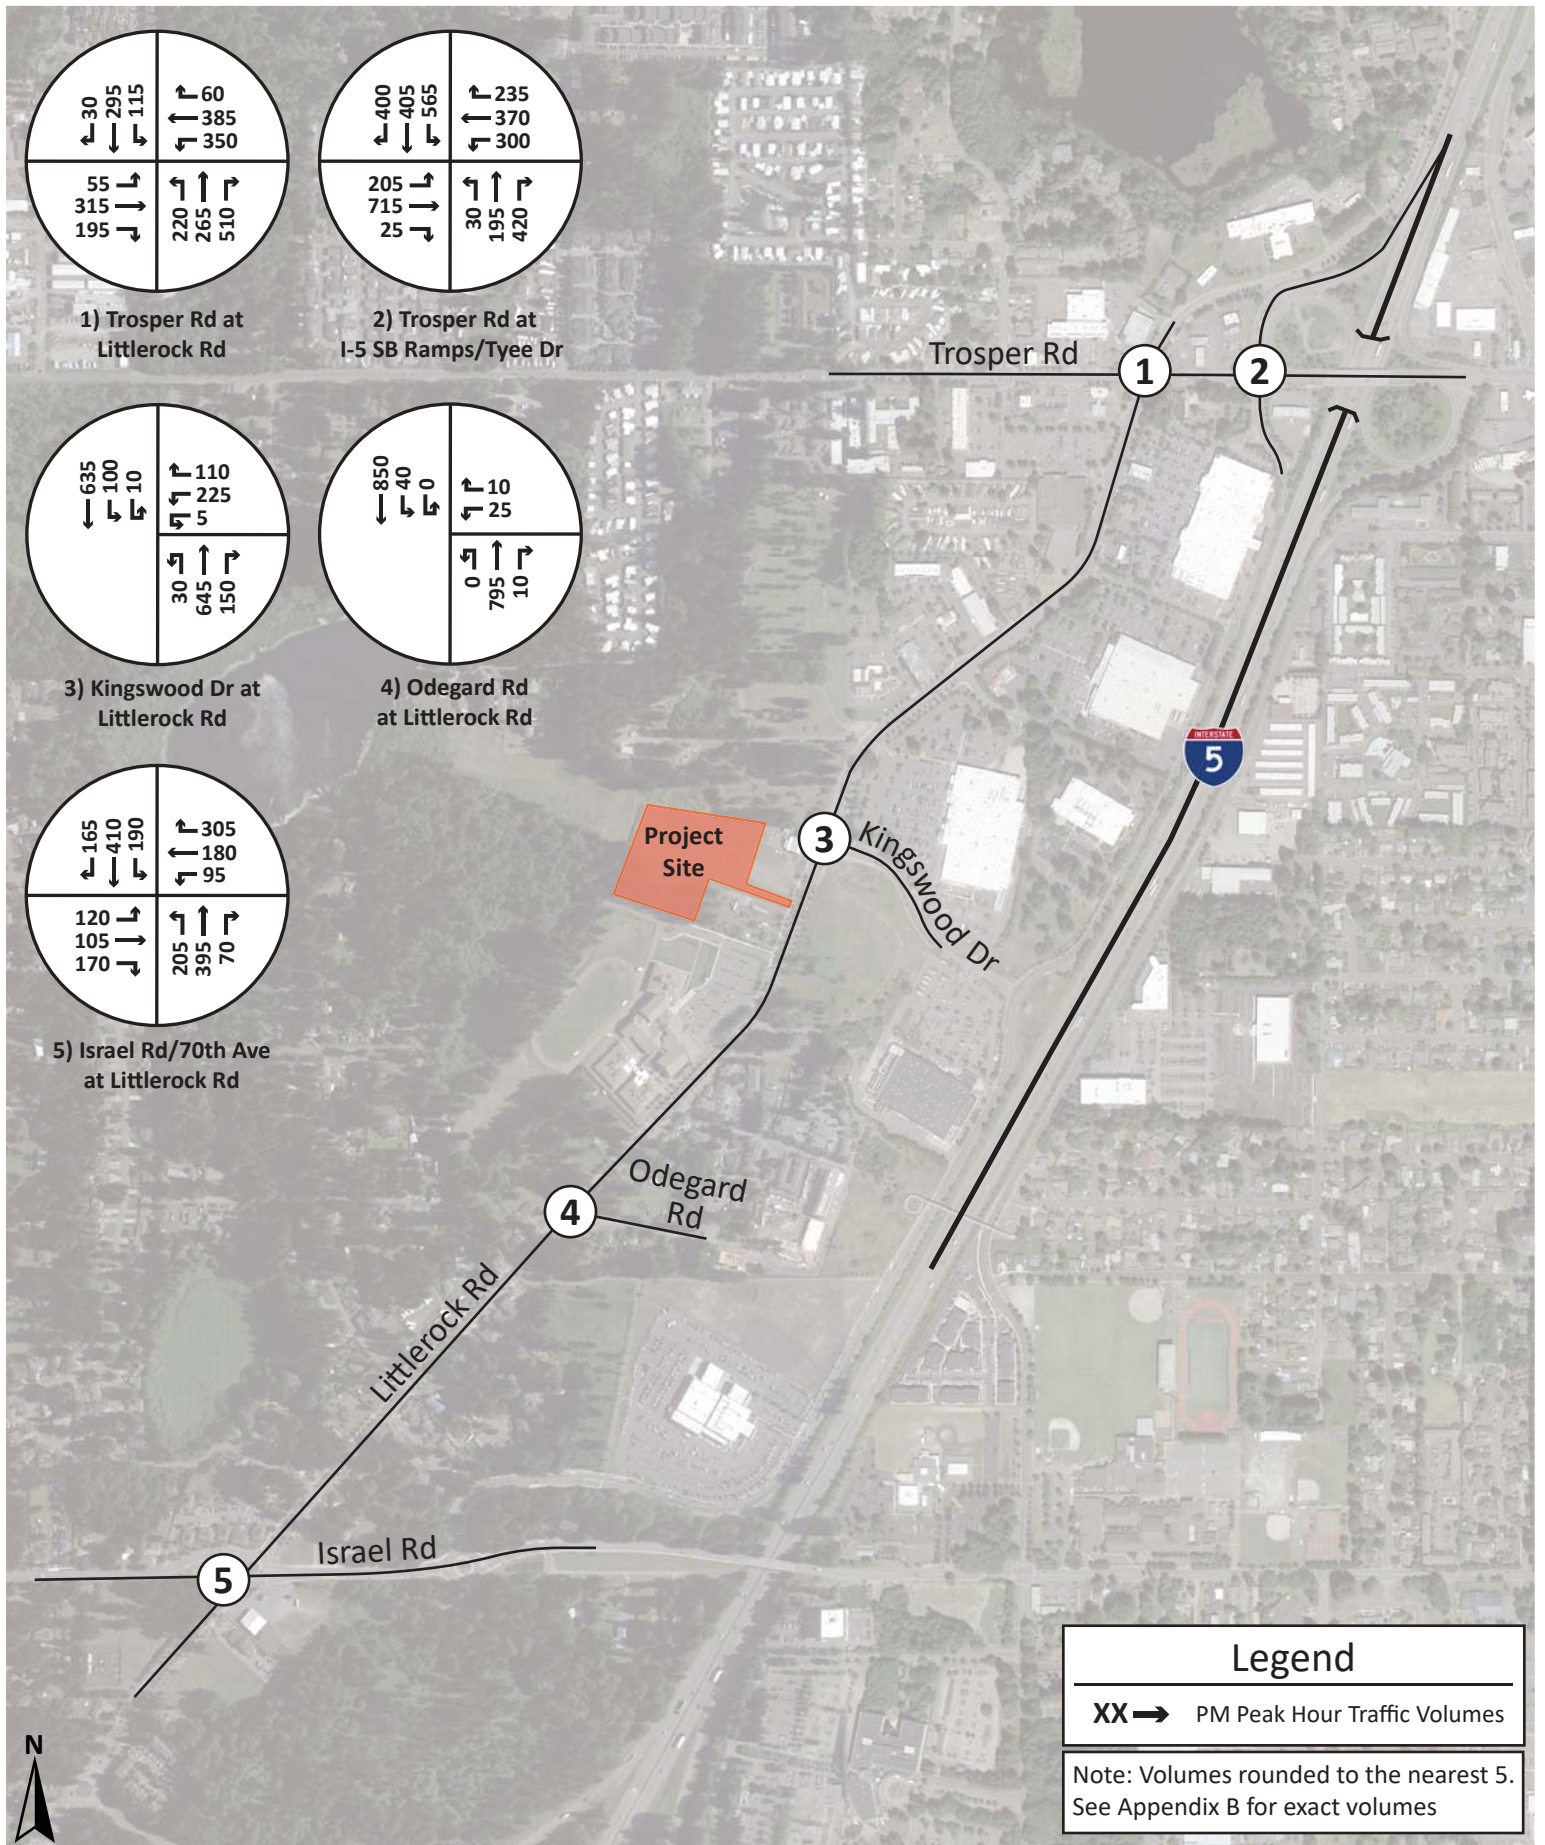 30
295
115
60
385
350
55
315
195
220
265
510
1) Trosper Rd at
Littlerock Rd
400
405
565
235
370
300
205
715
25
30
195
420
2) Trosper Rd at
I-5 SB Ramps/Tyee Dr
635
100
10
110
225
5
30
645
150
3) Kingswood Dr at
Littlerock Rd
850
40
0
10
25
0
795
10
4) Odegard Rd
at Littlerock Rd
165
410
190
305
180
95
120
105
170
205
395
70
5) Israel Rd/70th Ave
at Littlerock Rd
Trosper Rd
1
2
INTERSTATE
5
Project
Site
3
Kingswood Dr
Odegard
Rd
4
Littlerock Rd
Israel Rd
5
N
Legend
XX PM Peak Hour Traffic Volumes
Note: Volumes rounded to the nearest 5.
See Appendix B for exact volumes